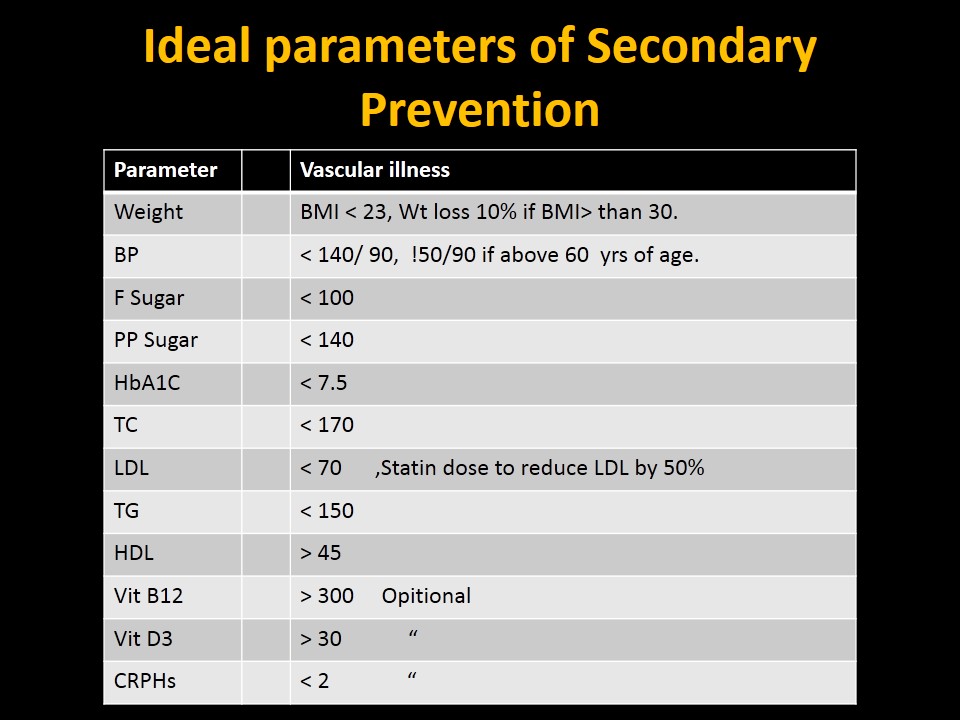 Ideal parameters of Secondary
Prevention
Parameter Vascular illness
Weight BMI < 23, Wt loss 10% if BMI> than 30.
BP < 140/ 90, !50/90 if above 60 yrs of age.
F Sugar < 100
PP Sugar < 140
HbA1C < 7.5
TC < 170
LDL < 70 ,Statin dose to reduce LDL by 50%
TG < 150
HDL > 45
Vit B12 > 300 Opitional
Vit D3 > 30 “
CRPHs < 2 “